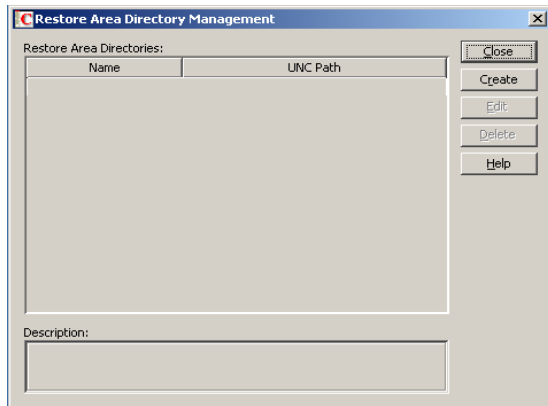 Restore Area Directory Management
Restore Area Directories:
Name UNC Path
Close
Create
Edit
Delete
Help
Description: